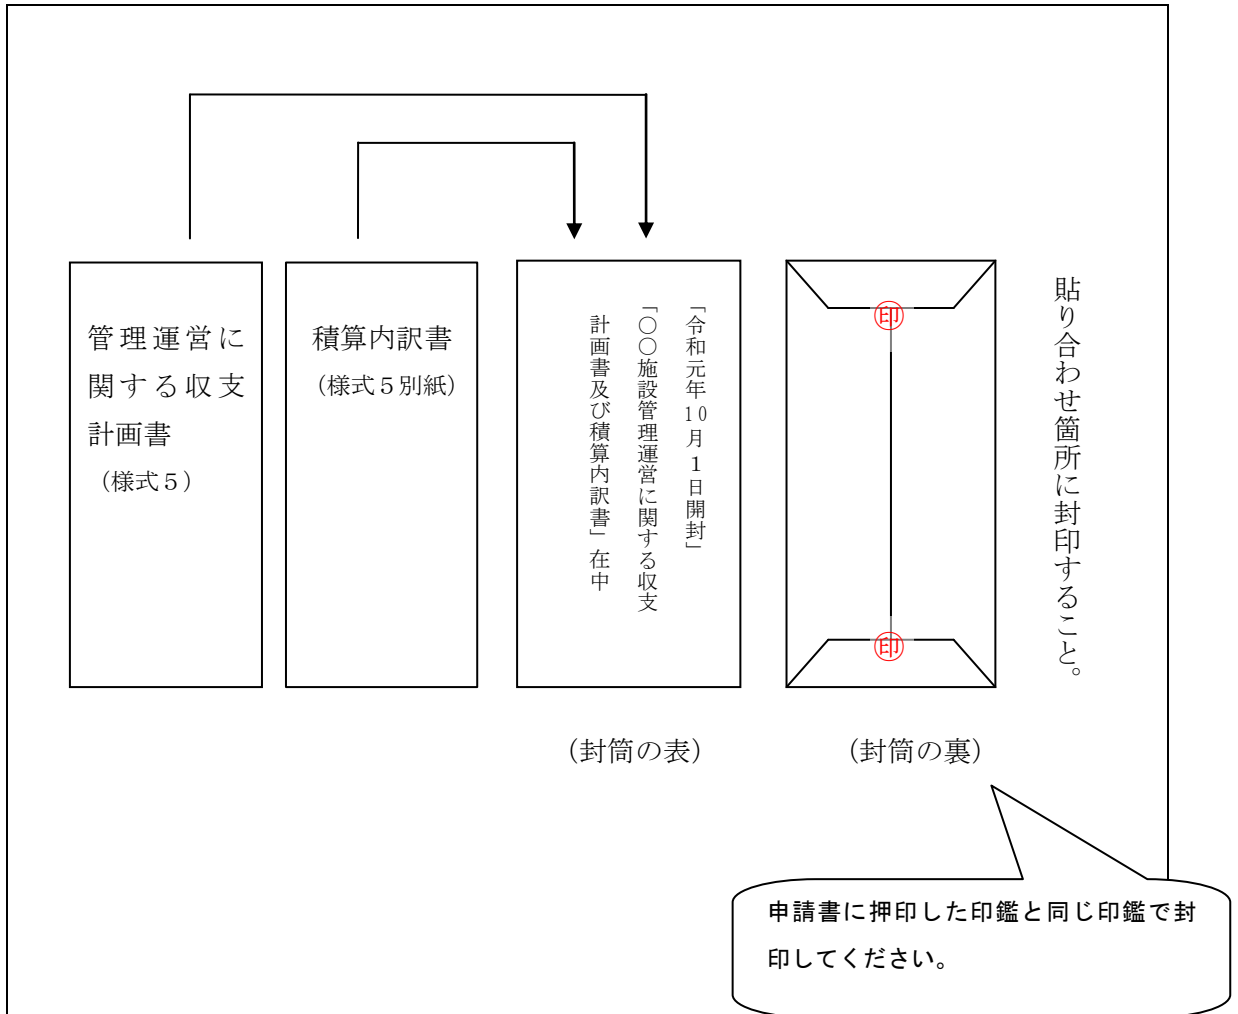 管理運営に
関する収支
計画書
（様式５）
積算内訳書
（様式５別紙）
「令和元年10月１日開封」
「〇〇施設管理運営に関する収支
計画書及び積算内訳書」在中
印
印
貼り合わせ箇所に封印すること。
（封筒の表）
（封筒の裏）
申請書に押印した印鑑と同じ印鑑で封
印してください。